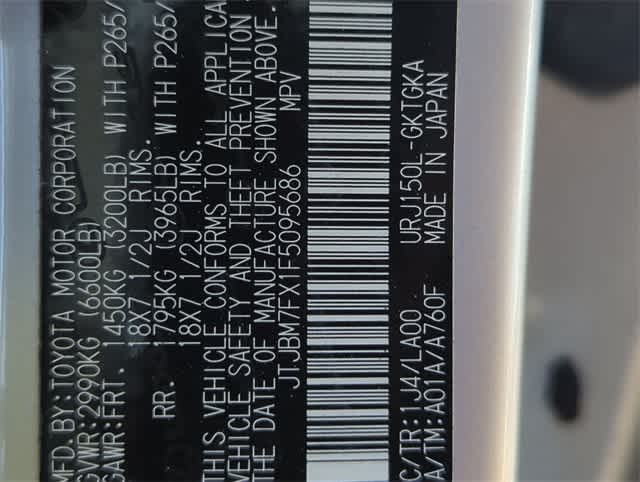 MFD.BY:TOYOTA MOTOR CORPORATION
GVWR:2990KG (6600LB)
GAWR:FRT. 1450KG (3200LB) WITH P265/
18X7 1/2J RIMS.
RR. 1795KG (3965LB) WITH P265/
18X7 1/2J RIMS.
THIS VEHICLE CONFORMS TO ALL APPLICA
VEHICLE SAFETY AND THEFT PREVENTION
THE DATE OF MANUFACTURE SHOWN ABOVE.
JTJBM7FX1F5095686 MPV
C/TR:1J4/LA00 URJ150L-GKTGKA
A/TM:A01A/A760F MADE IN JAPAN